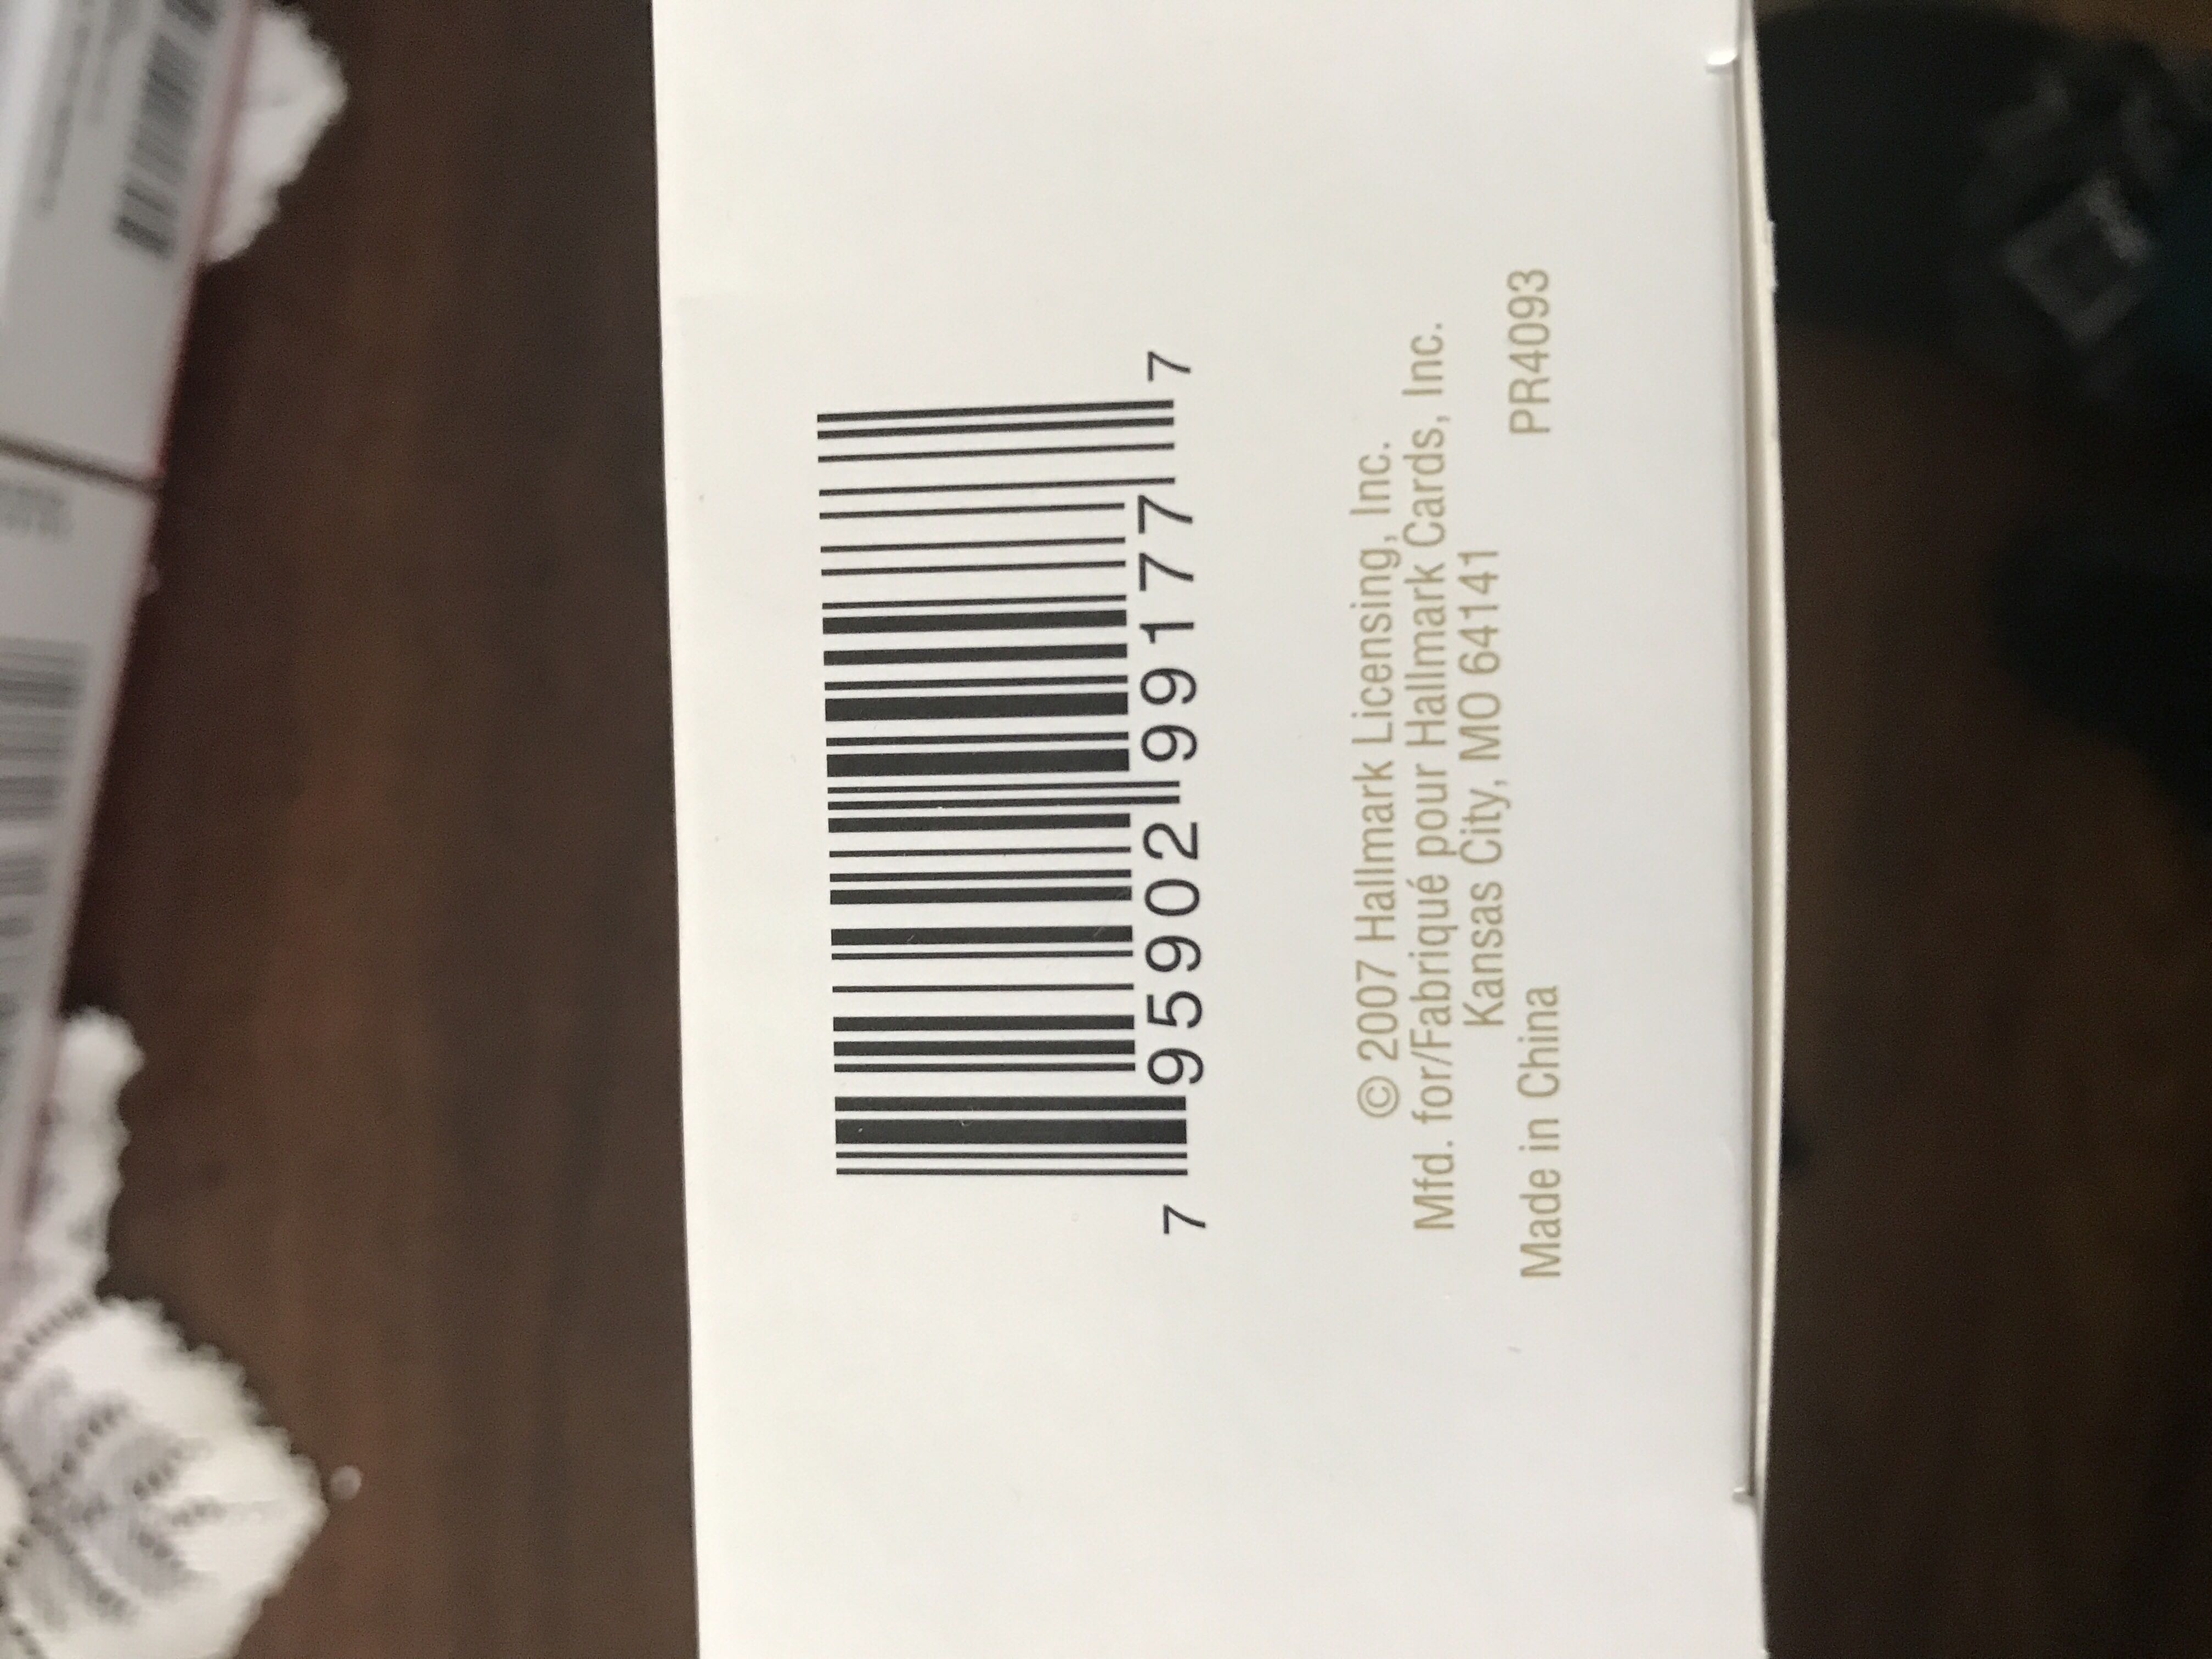 7 95902 99177 7
© 2007 Hallmark Licensing, Inc.
Mfd. for/Fabriqué pour Hallmark Cards, Inc.
Kansas City, MO 64141
Made in China PR4093